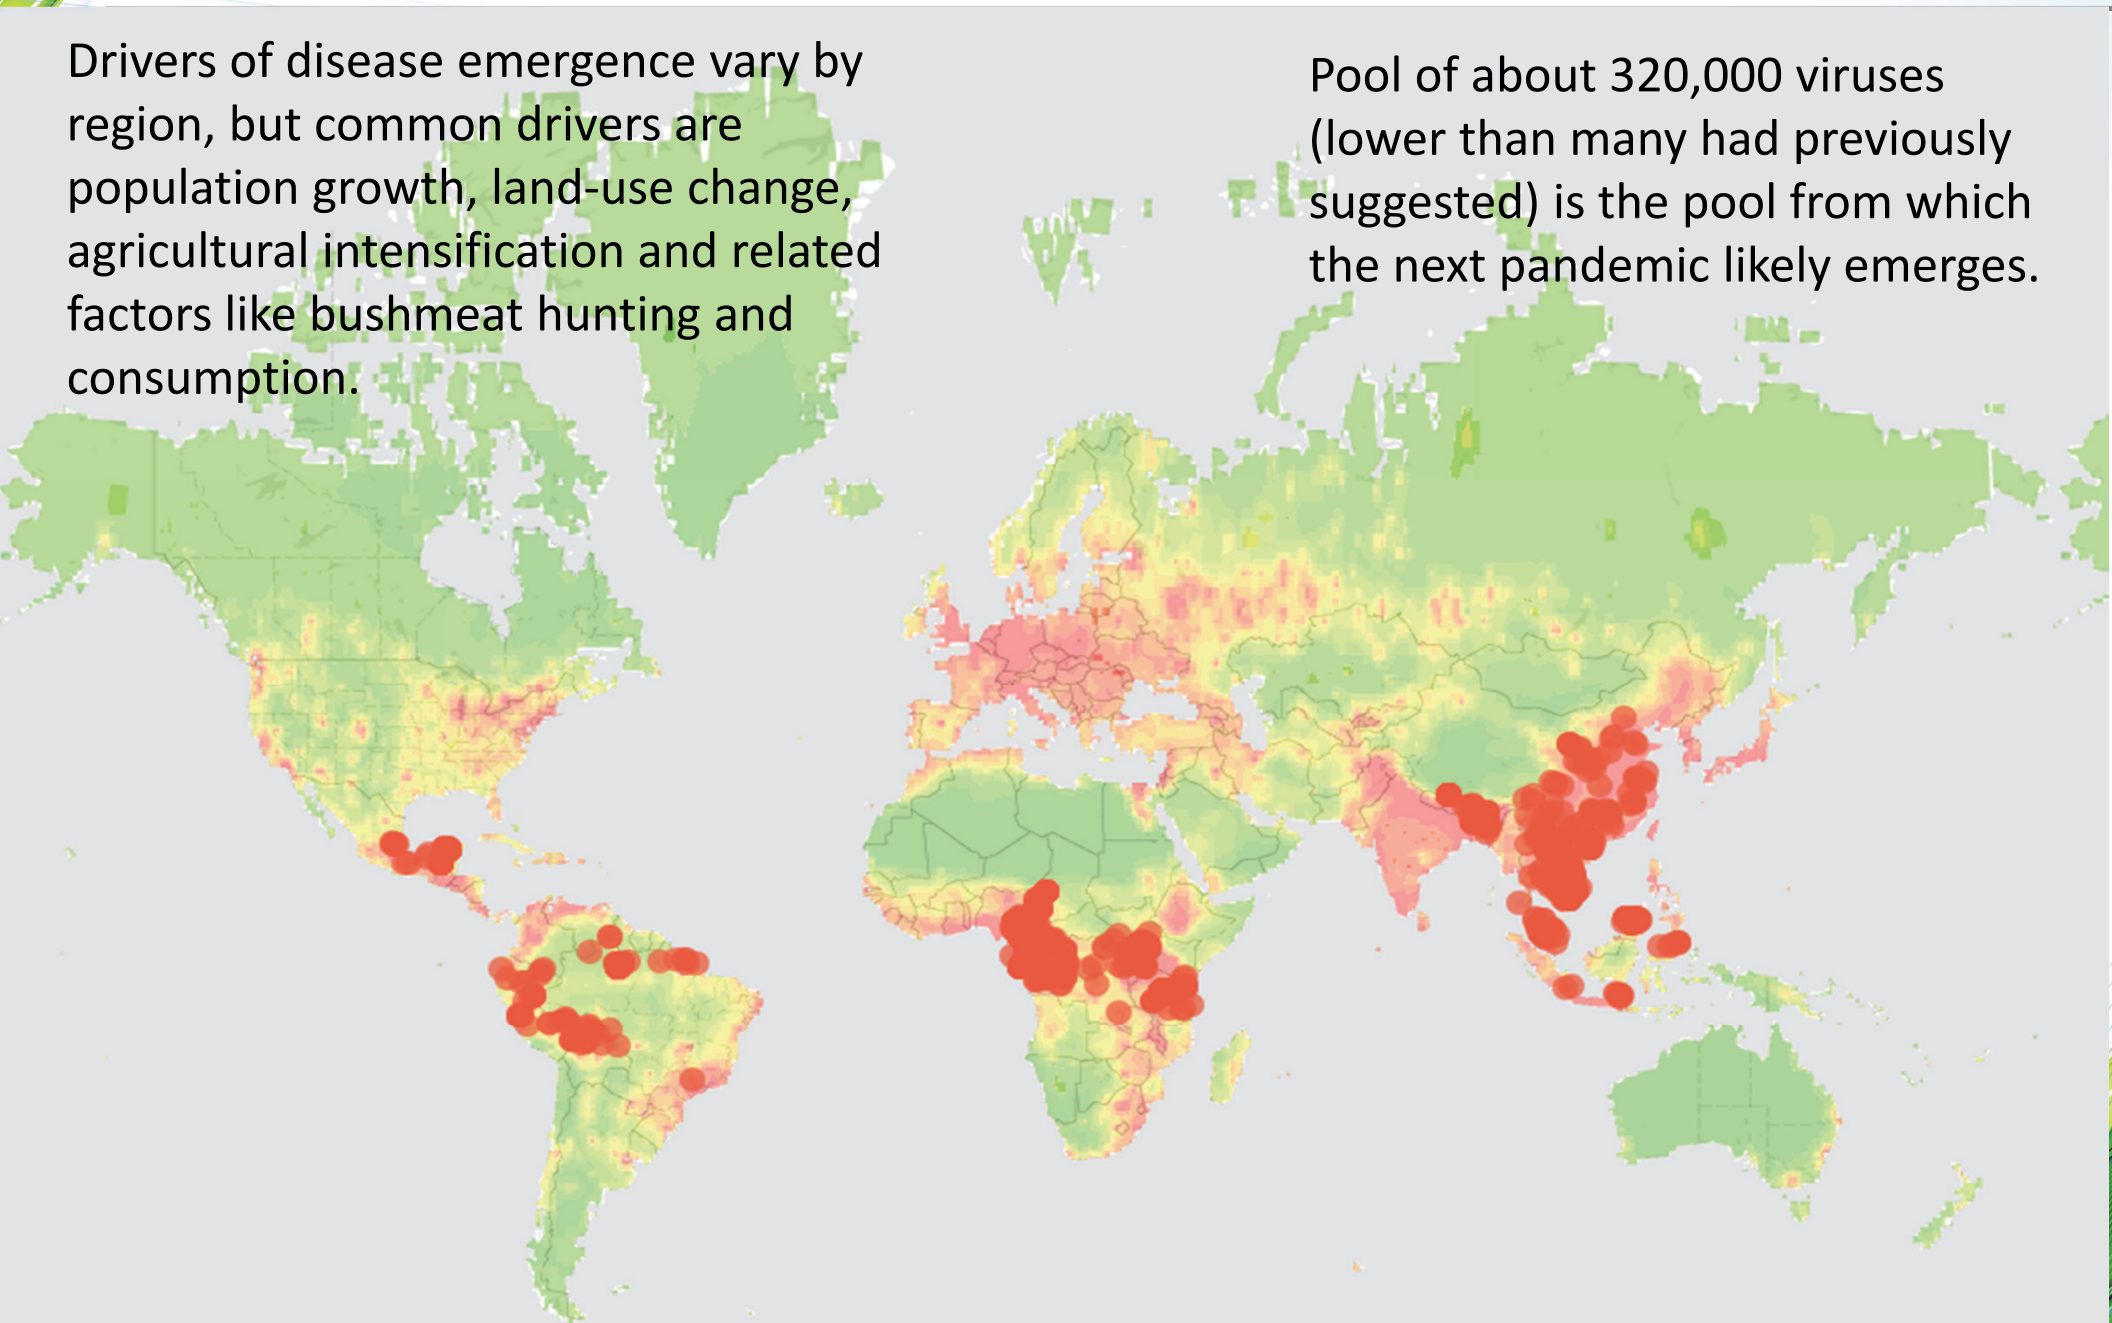 Drivers of disease emergence vary by
region, but common drivers are
population growth, land-use change,
agricultural intensification and related
factors like bushmeat hunting and
consumption.
Pool of about 320,000 viruses
(lower than many had previously
suggested) is the pool from which
the next pandemic likely emerges.